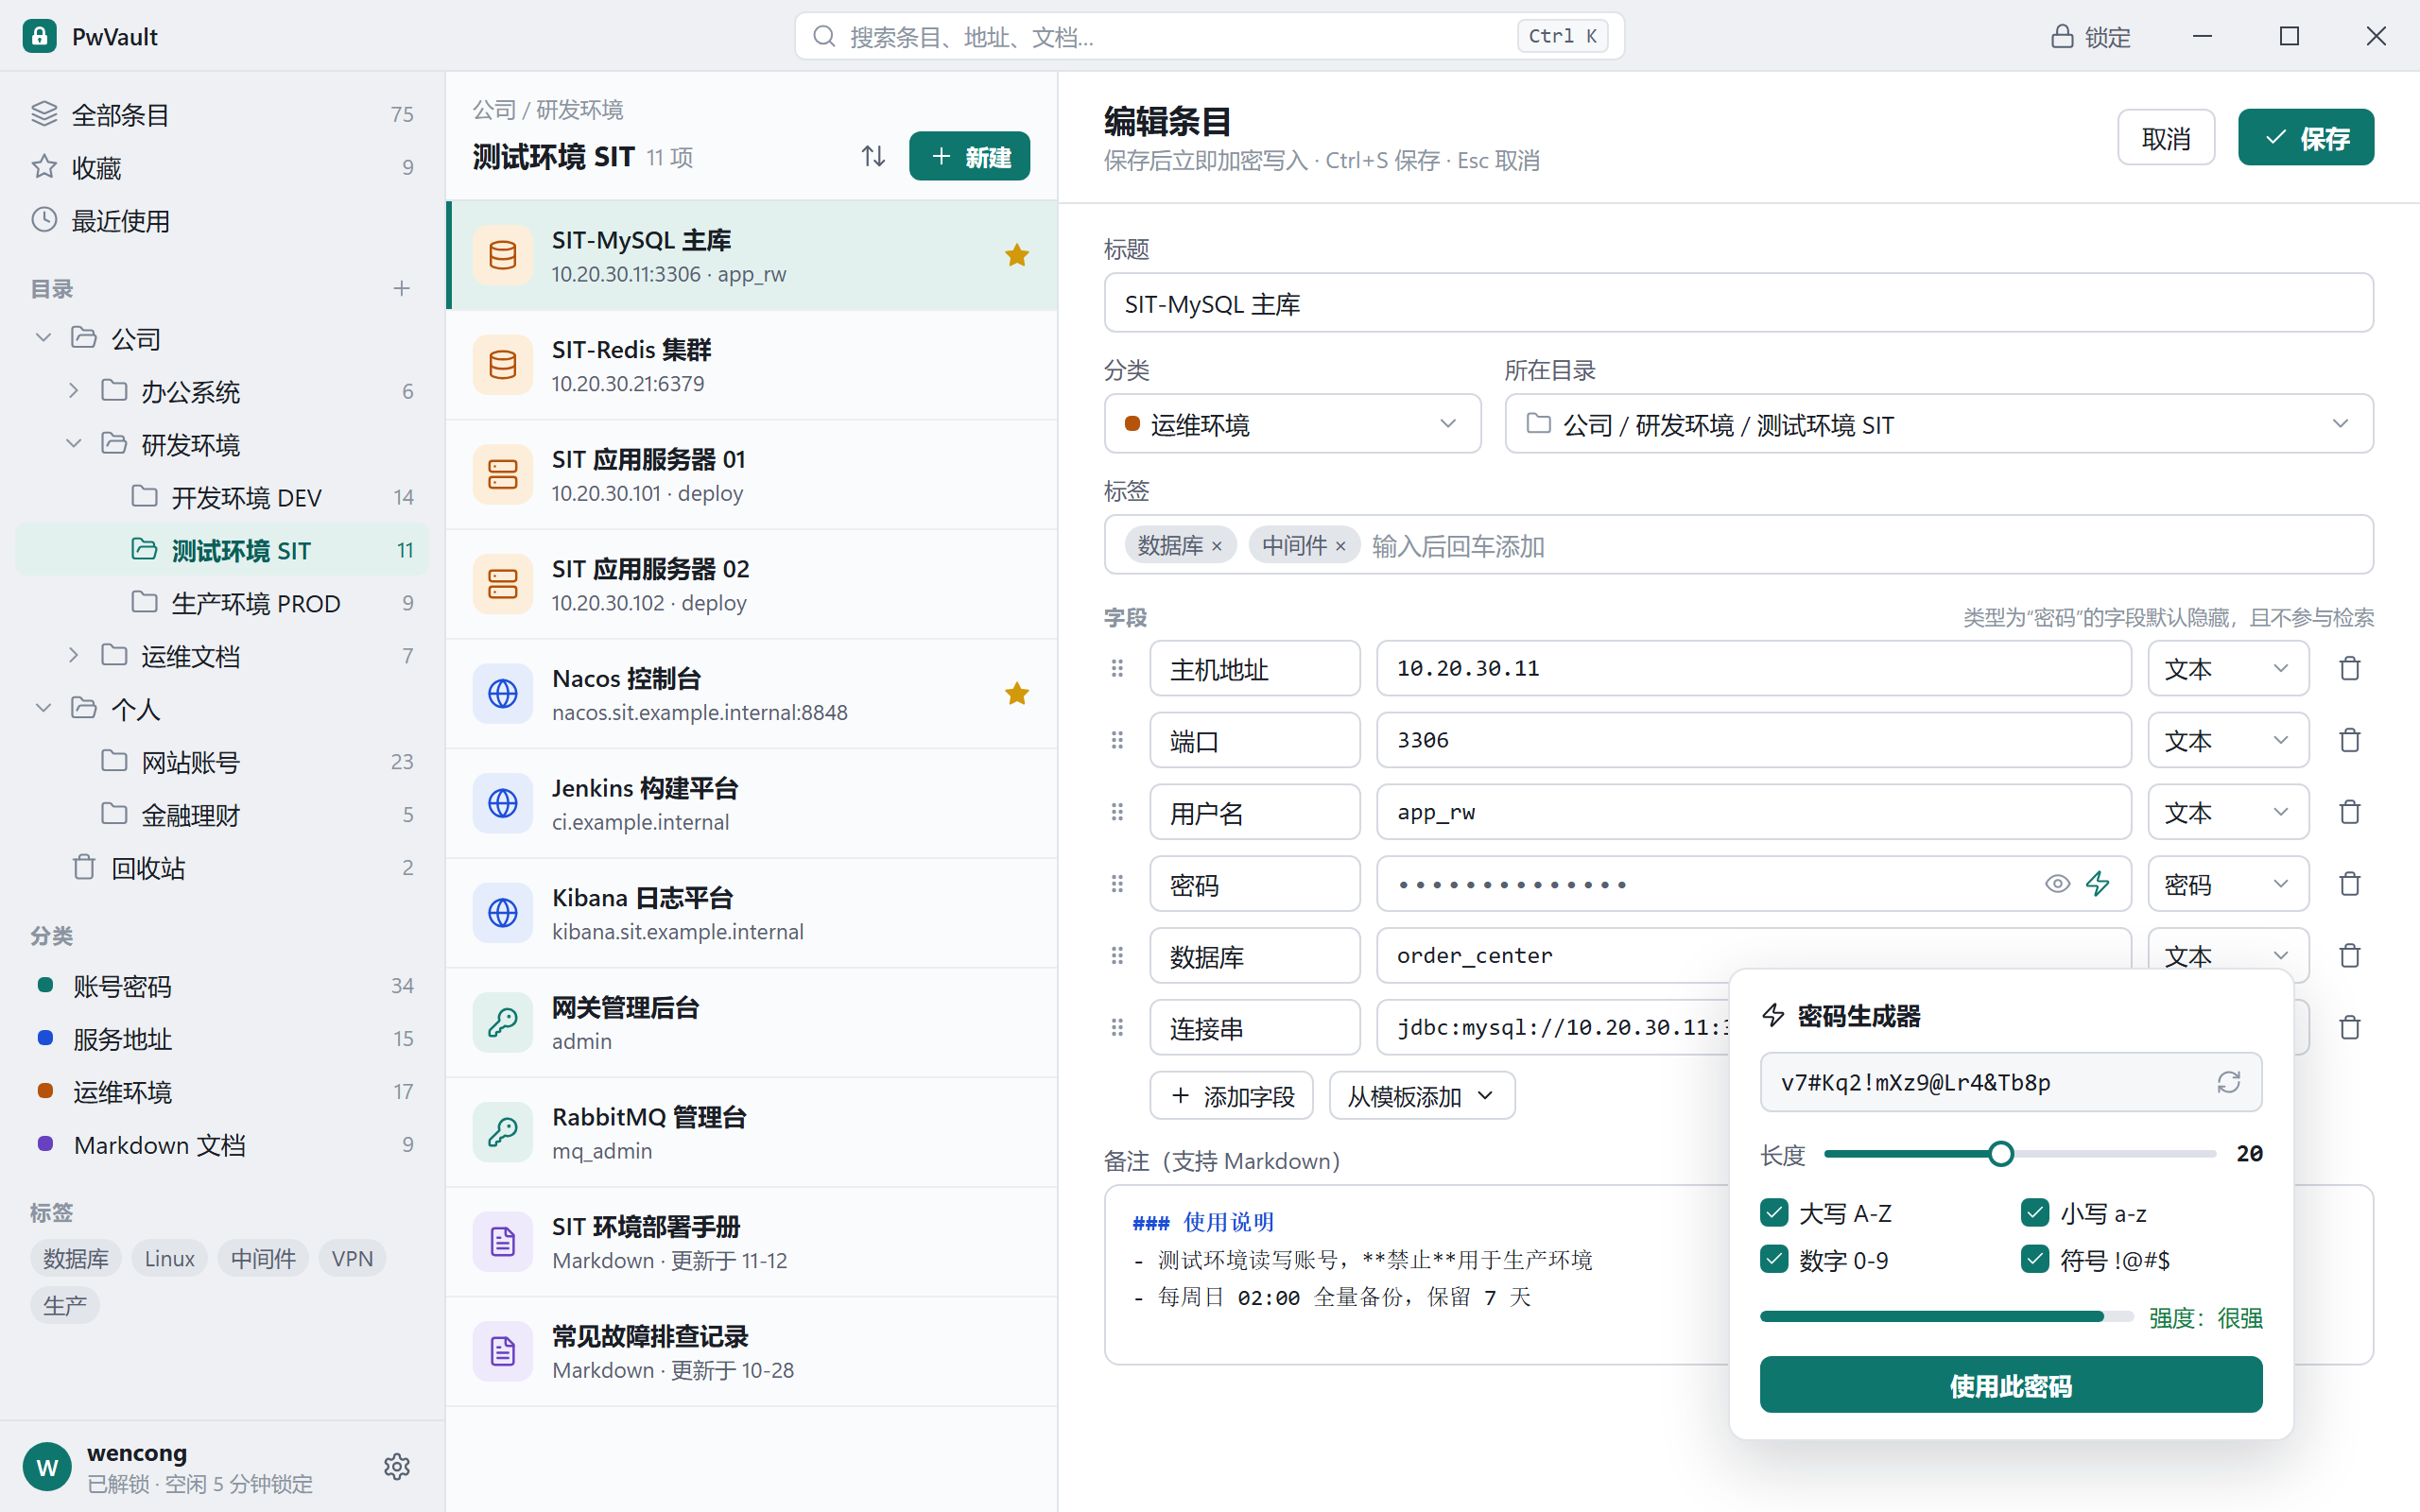 PwVault
搜索条目、地址、文档...
Ctrl K
锁定
全部条目 75
收藏 9
最近使用
目录
公司
办公系统 6
研发环境
开发环境 DEV 14
测试环境 SIT 11
生产环境 PROD 9
运维文档 7
个人
网站账号 23
金融理财 5
回收站 2
分类
账号密码 34
服务地址 15
运维环境 17
Markdown 文档 9
标签
数据库 Linux 中间件 VPN
生产
W
wencong
已解锁 · 空闲 5 分钟锁定
公司 / 研发环境
测试环境 SIT 11 项
新建
SIT-MySQL 主库
10.20.30.11:3306 · app_rw
SIT-Redis 集群
10.20.30.21:6379
SIT 应用服务器 01
10.20.30.101 · deploy
SIT 应用服务器 02
10.20.30.102 · deploy
Nacos 控制台
nacos.sit.example.internal:8848
Jenkins 构建平台
ci.example.internal
Kibana 日志平台
kibana.sit.example.internal
网关管理后台
admin
RabbitMQ 管理台
mq_admin
SIT 环境部署手册
Markdown · 更新于 11-12
常见故障排查记录
Markdown · 更新于 10-28
编辑条目
保存后立即加密写入 · Ctrl+S 保存 · Esc 取消
取消
保存
标题
SIT-MySQL 主库
分类
运维环境
所在目录
公司 / 研发环境 / 测试环境 SIT
标签
数据库 × 中间件 × 输入后回车添加
字段
类型为“密码”的字段默认隐藏，且不参与检索
主机地址 10.20.30.11 文本
端口 3306 文本
用户名 app_rw 文本
密码 •••••••••••••• 密码
数据库 order_center 文本
连接串 jdbc:mysql://10.20.30.11:
添加字段 从模板添加
备注（支持 Markdown）
### 使用说明
- 测试环境读写账号，**禁止**用于生产环境
- 每周日 02:00 全量备份，保留 7 天
密码生成器
v7#Kq2!mXz9@Lr4&Tb8p
长度 20
大写 A-Z 小写 a-z
数字 0-9 符号 !@#$
强度：很强
使用此密码